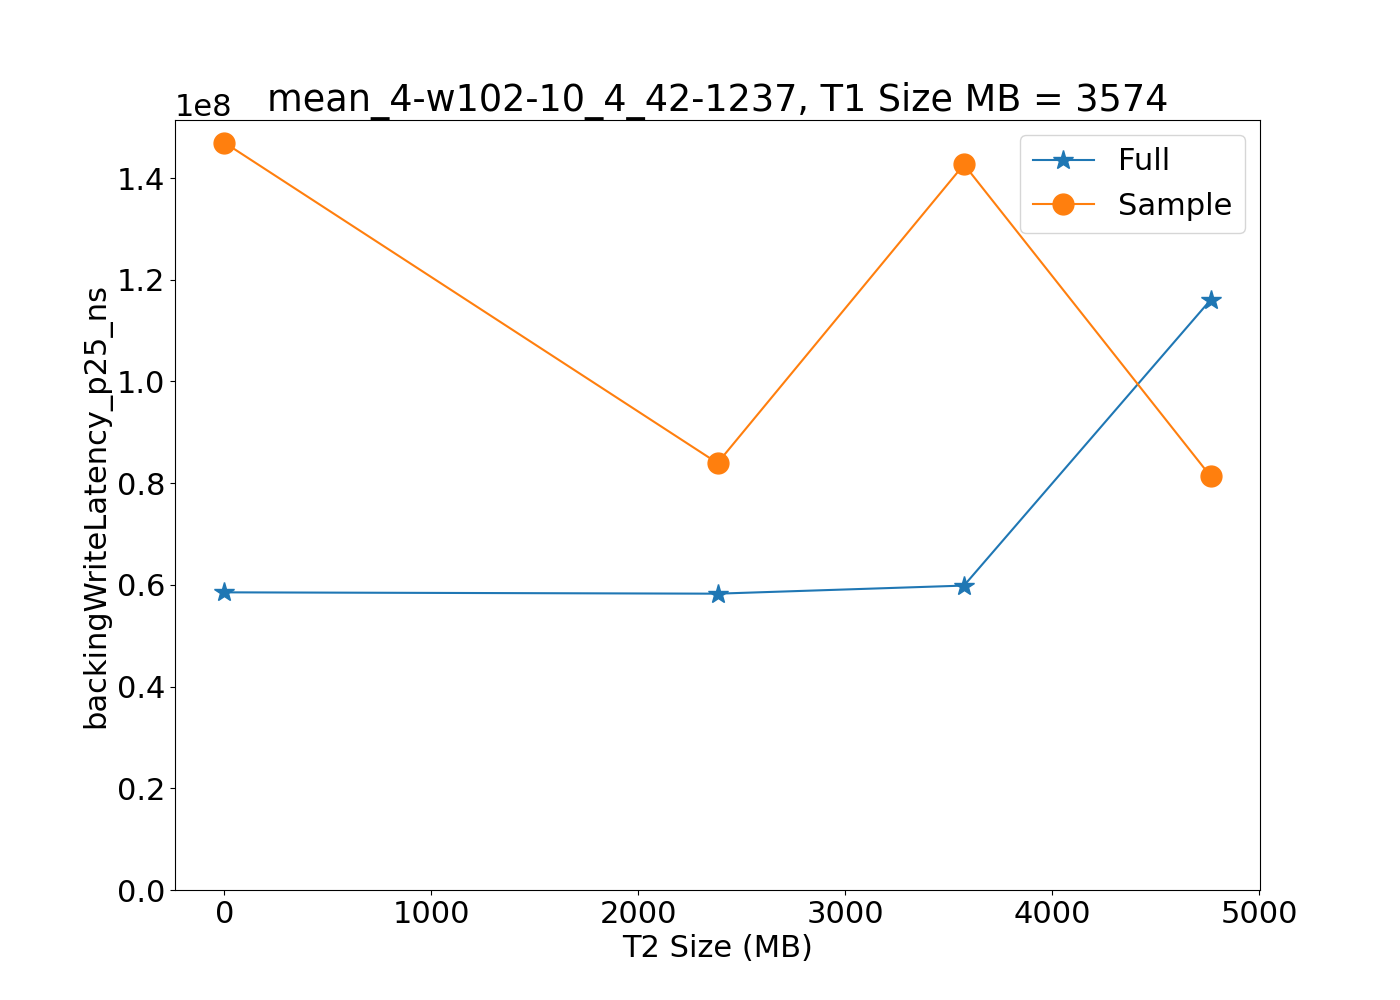 1e8
mean_4-w102-10_4_42-1237, T1 Size MB = 3574
Full
Sample
1.4
1.2
1.0
0.8
0.6
0.4
0.2
0.0
backingWriteLatency_p25_ns
0 1000 2000 3000 4000 5000
T2 Size (MB)